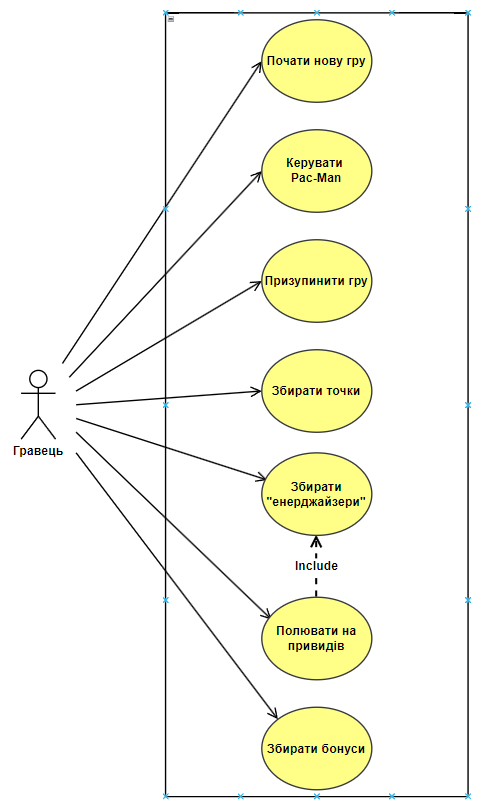 Почати нову гру
Керувати
Pac-Man
Призупинити гру
Збирати точки
Гравець
Збирати
"енерджайзери"
Include
Полювати на
привидів
Збирати бонуси